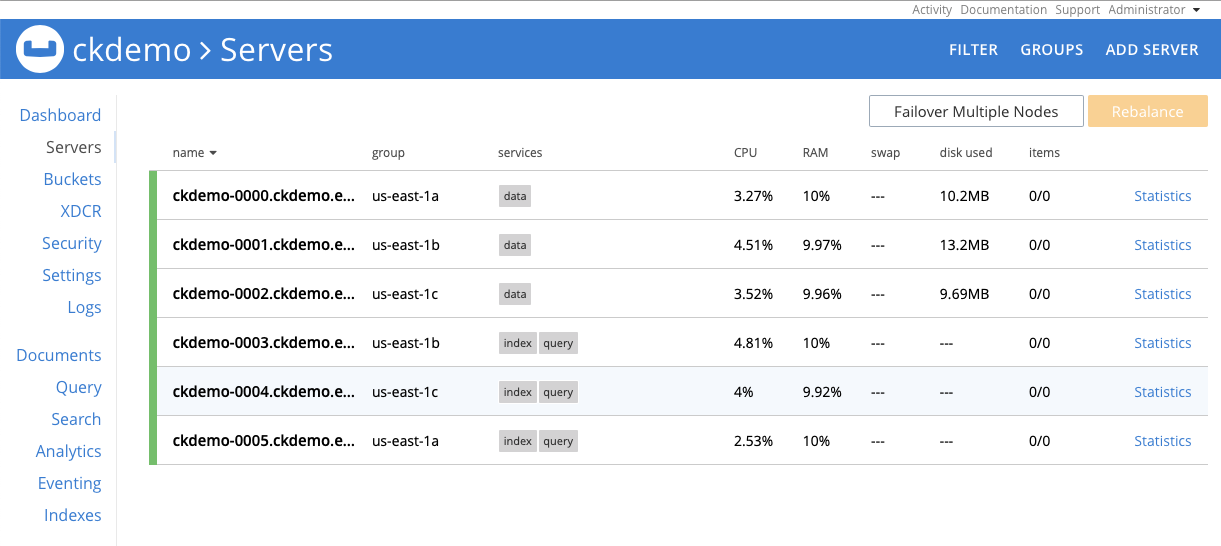 Activity Documentation Support Administrator
ckdemo > Servers
FILTER GROUPS ADD SERVER
Dashboard
Servers
Buckets
XDCR
Security
Settings
Logs
Documents
Query
Search
Analytics
Eventing
Indexes
Failover Multiple Nodes Rebalance
name group services CPU RAM swap disk used items
ckdemo-0000.ckdemo.e... us-east-1a data 3.27% 10% --- 10.2MB 0/0 Statistics
ckdemo-0001.ckdemo.e... us-east-1b data 4.51% 9.97% --- 13.2MB 0/0 Statistics
ckdemo-0002.ckdemo.e... us-east-1c data 3.52% 9.96% --- 9.69MB 0/0 Statistics
ckdemo-0003.ckdemo.e... us-east-1b index query 4.81% 10% --- --- 0/0 Statistics
ckdemo-0004.ckdemo.e... us-east-1c index query 4% 9.92% --- --- 0/0 Statistics
ckdemo-0005.ckdemo.e... us-east-1a index query 2.53% 10% --- --- 0/0 Statistics